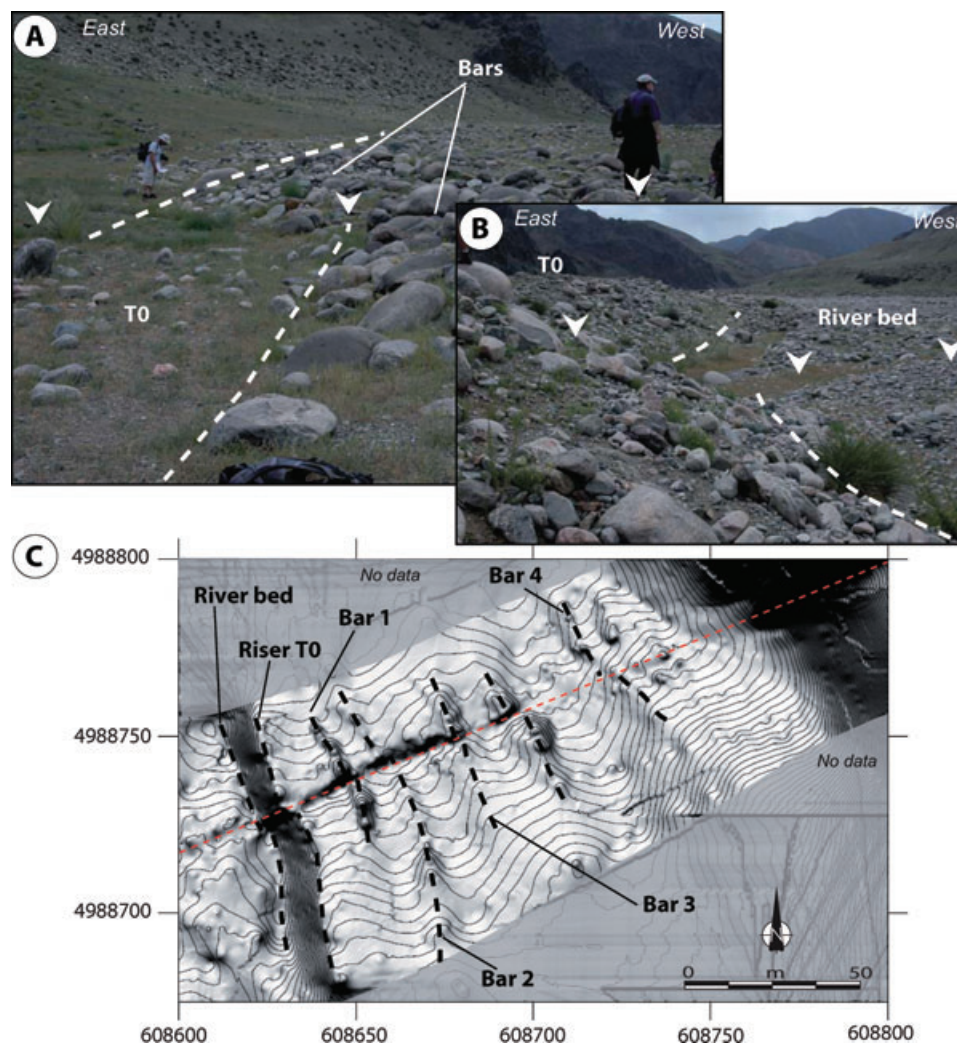 A
East
West
Bars
T0
B
East
West
T0
River bed
C
4988800
4988750
4988700
No data
Bar 4
River bed
Bar 1
Riser T0
No data
Bar 3
Bar 2
N
0 m 50
608600 608650 608700 608750 608800